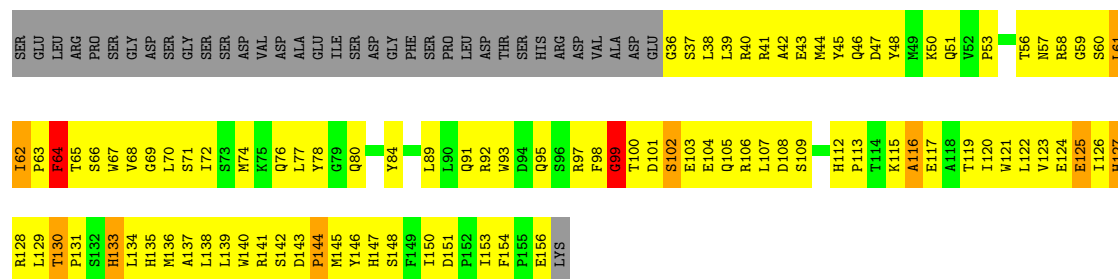 SER GLU LEU ARG PRO SER GLY ASP SER GLY SER SER ASP VAL ASP ALA GLU ILE SER ASP GLY PHE SER PRO LEU ASP THR SER HIS ARG ASP VAL ALA ASP GLU G36 S37 L38 L39 R40 R41 A42 E43 M44 Y45 Q46 D47 Y48 M49 K50 Q51 V52 P53 T56 N57 R58 G59 S60 L61
I62 P63 F64 T65 S66 W67 V68 G69 L70 S71 I72 S73 M74 K75 Q76 L77 Y78 G79 Q80 Y84 L89 L90 Q91 R92 W93 D94 Q95 S96 R97 F98 G99 T100 D101 S102 E103 E104 Q105 R106 L107 D108 S109 H112 P113 T114 K115 A116 E117 A118 T119 I120 W121 L122 V123 E124 E125 I126 H127
R128 L129 T130 P131 S132 H133 L134 H135 M136 A137 L138 L139 W140 R141 S142 D143 P144 M145 Y146 H147 S148 F149 I150 D151 P152 I153 F154 P155 E156 LYS